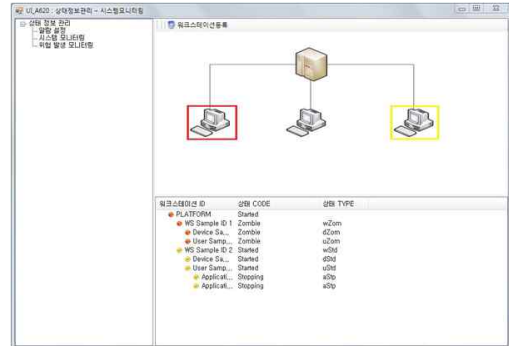 UI_A620 : 상태정보관리 - 시스템모니터링
상태 정보 관리
알람 설정
시스템 모니터링
위험 발생 모니터링
워크스테이션등록
워크스테이션 ID 상태 CODE 상태 TYPE
PLATFORM Started
WS Sample ID 1 Zombie wZom
Device Sa... Zombie dZom
User Samp... Zombie uZom
WS Sample ID 2 Started wStd
Device Sa... Started dStd
User Samp... Started uStd
Applicati... Stopping aStp
Applicati... Stopping aStp